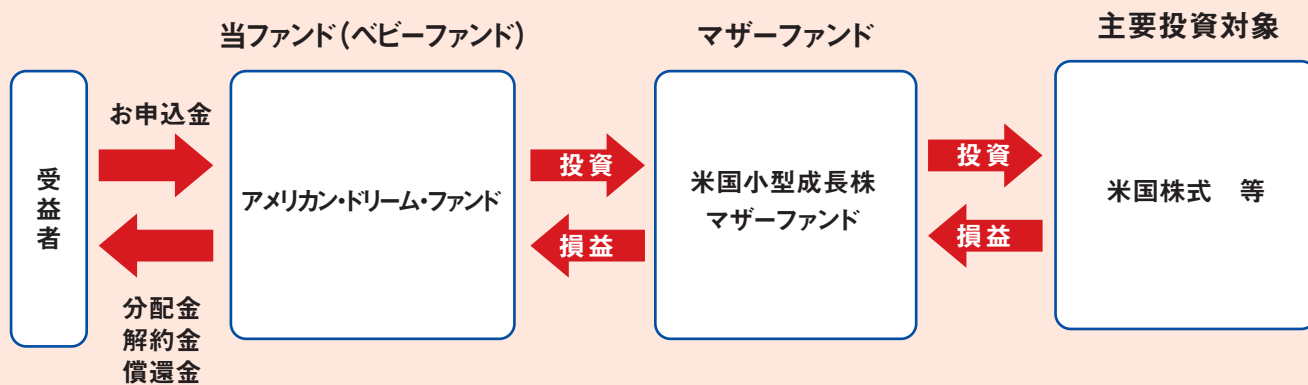 当ファンド(ベビーファンド)
マザーファンド
主要投資対象
受益者
お申込金
分配金
解約金
償還金
アメリカン・ドリーム・ファンド
投資
損益
米国小型成長株
マザーファンド
投資
損益
米国株式　等